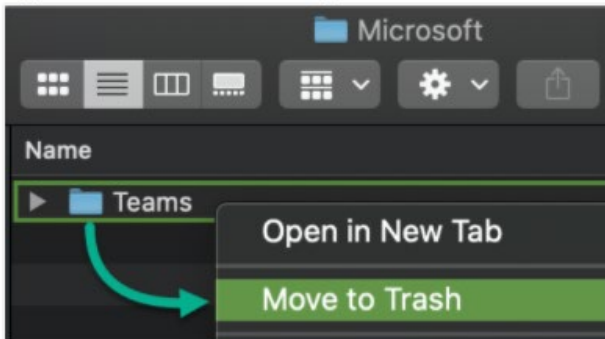 Microsoft
Name
Teams
Open in New Tab
Move to Trash